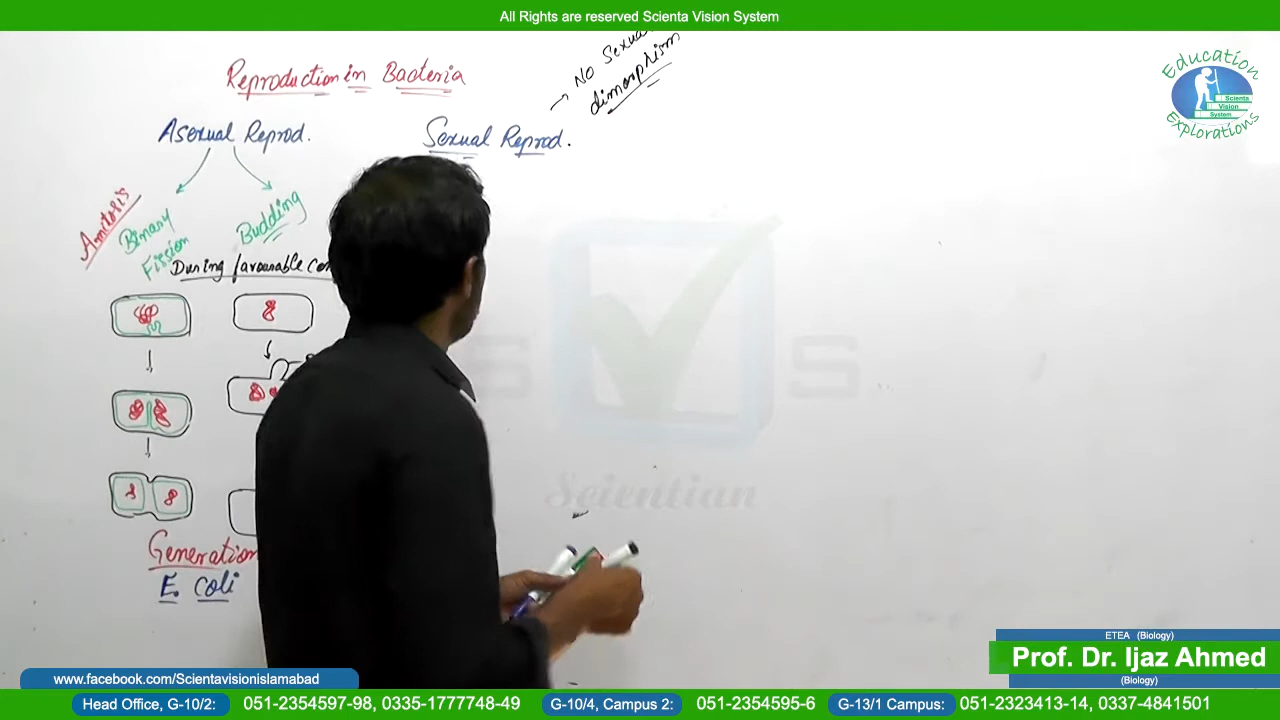 All Rights are reserved Scienta Vision System
Education
Scienta
Vision
System
Explorations
Reproduction in Bacteria
No Sexual
dimorphism
Asexual Reprod.
Sexual Reprod.
Amitosis
Binary
Fission
Budding
During favourable con
S
S
Scientian
Generation
E. coli
ETEA (Biology)
Prof. Dr. Ijaz Ahmed
(Biology)
www.facebook.com/Scientavisionislamabad
Head Office, G-10/2: 051-2354597-98, 0335-1777748-49 G-10/4, Campus 2: 051-2354595-6 G-13/1 Campus: 051-2323413-14, 0337-4841501